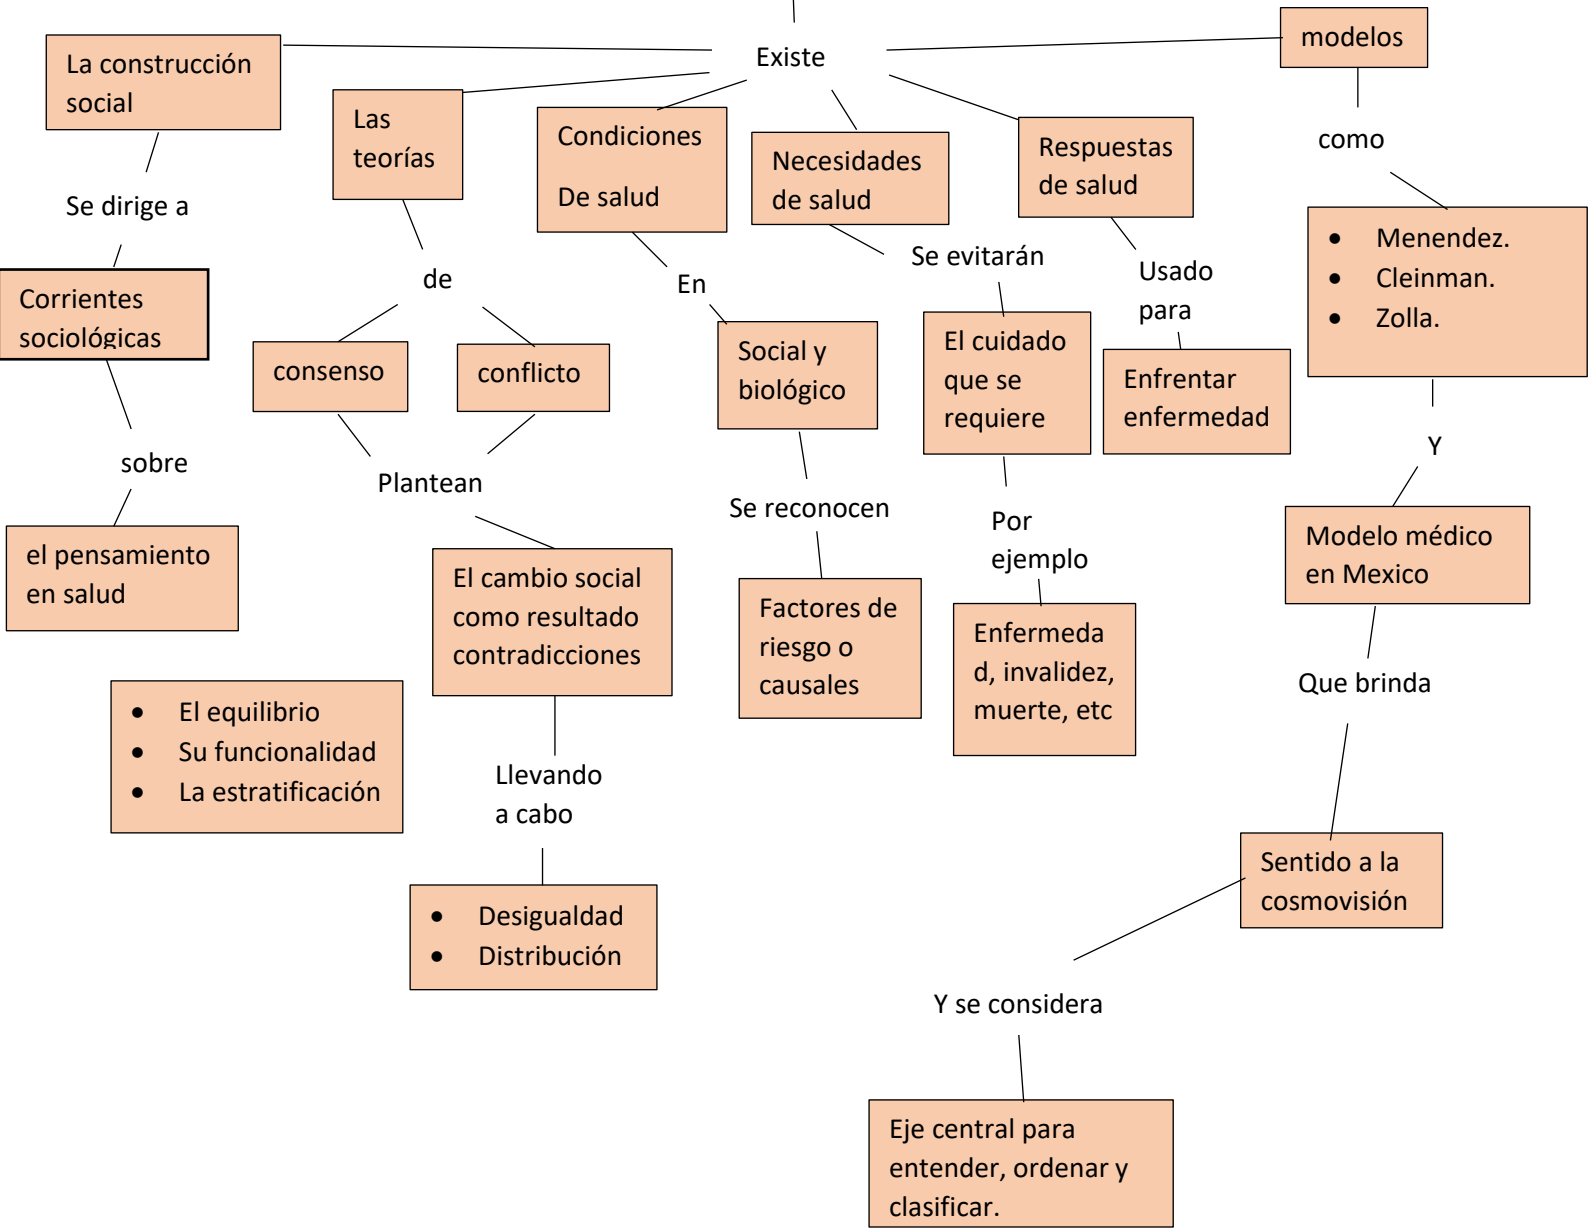 Existe
La construcción
social
Se dirige a
Corrientes
sociológicas
sobre
el pensamiento
en salud
Las
teorías
de
consenso
conflicto
Plantean
El cambio social
como resultado
contradicciones
• El equilibrio
• Su funcionalidad
• La estratificación
Llevando
a cabo
• Desigualdad
• Distribución
Condiciones
De salud
En
Social y
biológico
Se reconocen
Factores de
riesgo o
causales
Necesidades
de salud
Se evitarán
El cuidado
que se
requiere
Por
ejemplo
Enfermeda
d, invalidez,
muerte, etc
Respuestas
de salud
Usado
para
Enfrentar
enfermedad
modelos
como
• Menendez.
• Cleinman.
• Zolla.
Y
Modelo médico
en Mexico
Que brinda
Sentido a la
cosmovisión
Y se considera
Eje central para
entender, ordenar y
clasificar.